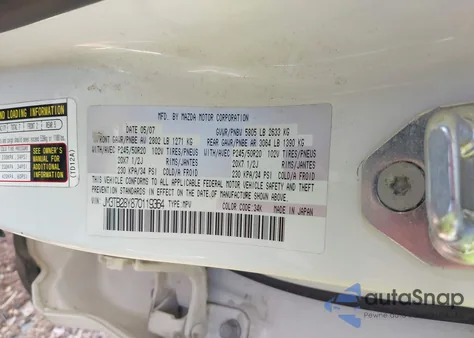 AND LOADING INFORMATION
SEE OWNER'S
MANUAL FOR
(TD12A)
MFD. BY MAZDA MOTOR CORPORATION
DATE 05/07 GVWR/PNBV 5805 LB 2633 KG
FRONT GAWR/PNBE AV 2802 LB 1271 KG REAR GAWR/PNBE AR 3064 LB 1390 KG
WITH/AVEC P245/50R20 102V TIRES/PNEUS WITH/AVEC P245/50R20 102V TIRES/PNEUS
20X7 1/2J RIMS/JANTES 20X7 1/2J RIMS/JANTES
230 KPA/34 PSI COLD/A FROID 230 KPA/34 PSI COLD/A FROID
THIS VEHICLE CONFORMS TO ALL APPLICABLE FEDERAL MOTOR VEHICLE SAFETY AND THEFT
PREVENTION STANDARDS IN EFFECT ON THE DATE OF MANUFACTURE SHOWN ABOVE.
VIN: JM3TB28Y870119364 TYPE:MPV COLOR CODE: 34K MADE IN JAPAN
autoSnap